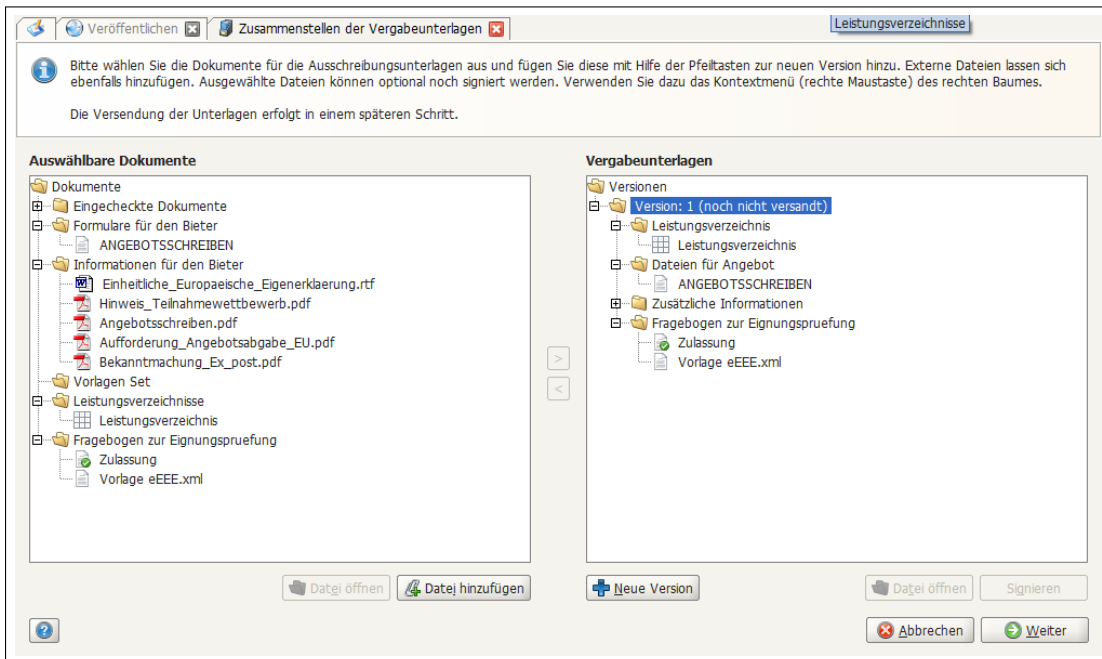 Veröffentlichen
Zusammenstellen der Vergabeunterlagen
Leistungsverzeichnisse
Bitte wählen Sie die Dokumente für die Ausschreibungsunterlagen aus und fügen Sie diese mit Hilfe der Pfeiltasten zur neuen Version hinzu. Externe Dateien lassen sich
ebenfalls hinzufügen. Ausgewählte Dateien können optional noch signiert werden. Verwenden Sie dazu das Kontextmenü (rechte Maustaste) des rechten Baumes.
Die Versendung der Unterlagen erfolgt in einem späteren Schritt.
Auswählbare Dokumente
Dokumente
Eingecheckte Dokumente
Formulare für den Bieter
ANGEBOTSSCHREIBEN
Informationen für den Bieter
Einheitliche_Europaeische_Eigenerklaerung.rtf
Hinweis_Teilnahmewettbewerb.pdf
Angebotsschreiben.pdf
Aufforderung_Angebotsabgabe_EU.pdf
Bekanntmachung_Ex_post.pdf
Vorlagen Set
Leistungsverzeichnisse
Leistungsverzeichnis
Fragebogen zur Eignungspruefung
Zulassung
Vorlage eEEE.xml
Datei öffnen
Datei hinzufügen
>
<
Vergabeunterlagen
Versionen
Version: 1 (noch nicht versandt)
Leistungsverzeichnis
Leistungsverzeichnis
Dateien für Angebot
ANGEBOTSSCHREIBEN
Zusätzliche Informationen
Fragebogen zur Eignungspruefung
Zulassung
Vorlage eEEE.xml
Neue Version
Datei öffnen
Signieren
?
Abbrechen
Weiter